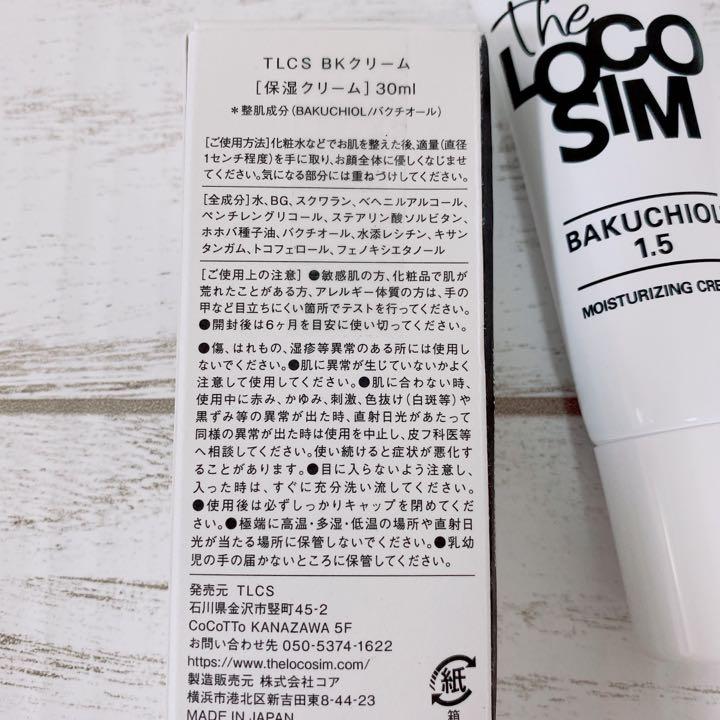 TLCS BKクリーム
[保湿クリーム]30ml
*整肌成分(BAKUCHIOL/バクチオール)
[ご使用方法]化粧水などでお肌を整えた後、適量(直径
1センチ程度)を手に取り、お顔全体に優しくなじませ
てください。気になる部分には重ねづけしてください。
[全成分]水、BG、スクワラン、ベヘニルアルコール、
ペンチレングリコール、ステアリン酸ソルビタン、
ホホバ種子油、バクチオール、水添レシチン、キサン
タンガム、トコフェロール、フェノキシエタノール
[ご使用上の注意]●敏感肌の方、化粧品で肌が
荒れたことがある方、アレルギー体質の方は、手の
甲など目立ちにくい箇所でテストを行ってください。
●開封後は6ヶ月を目安に使い切ってください。
●傷、はれもの、湿疹等異常のある所には使用し
ないでください。●肌に異常が生じていないかよく
注意して使用してください。●肌に合わない時、
使用中に赤み、かゆみ、刺激、色抜け(白斑等)や
黒ずみ等の異常が出た時、直射日光があたって
同様の異常が出た時は使用を中止し、皮フ科医等
へ相談してください。使い続けると症状が悪化す
ることがあります。●目に入らないよう注意し、
入った時は、すぐに充分洗い流してください。
●使用後は必ずしっかりキャップを閉めてくださ
い。●極端に高温・多湿・低温の場所や直射日
光が当たる場所に保管しないでください。●乳幼
児の手の届かないところに保管してください。
発売元 TLCS
石川県金沢市竪町45-2
CoCoTTo KANAZAWA 5F
お問い合わせ先 050-5374-1622
https://www.thelocosim.com/
製造販売元 株式会社コア
横浜市港北区新吉田東8-44-23
MADE IN JAPAN
紙
箱
the
LOCO
SIM
BAKUCHIOL
1.5
MOISTURIZING CRE